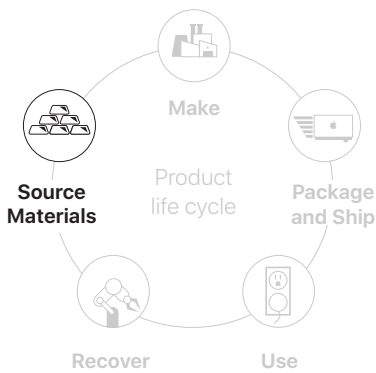 Make
Source
Materials
Product
life cycle
Package
and Ship
Recover
Use